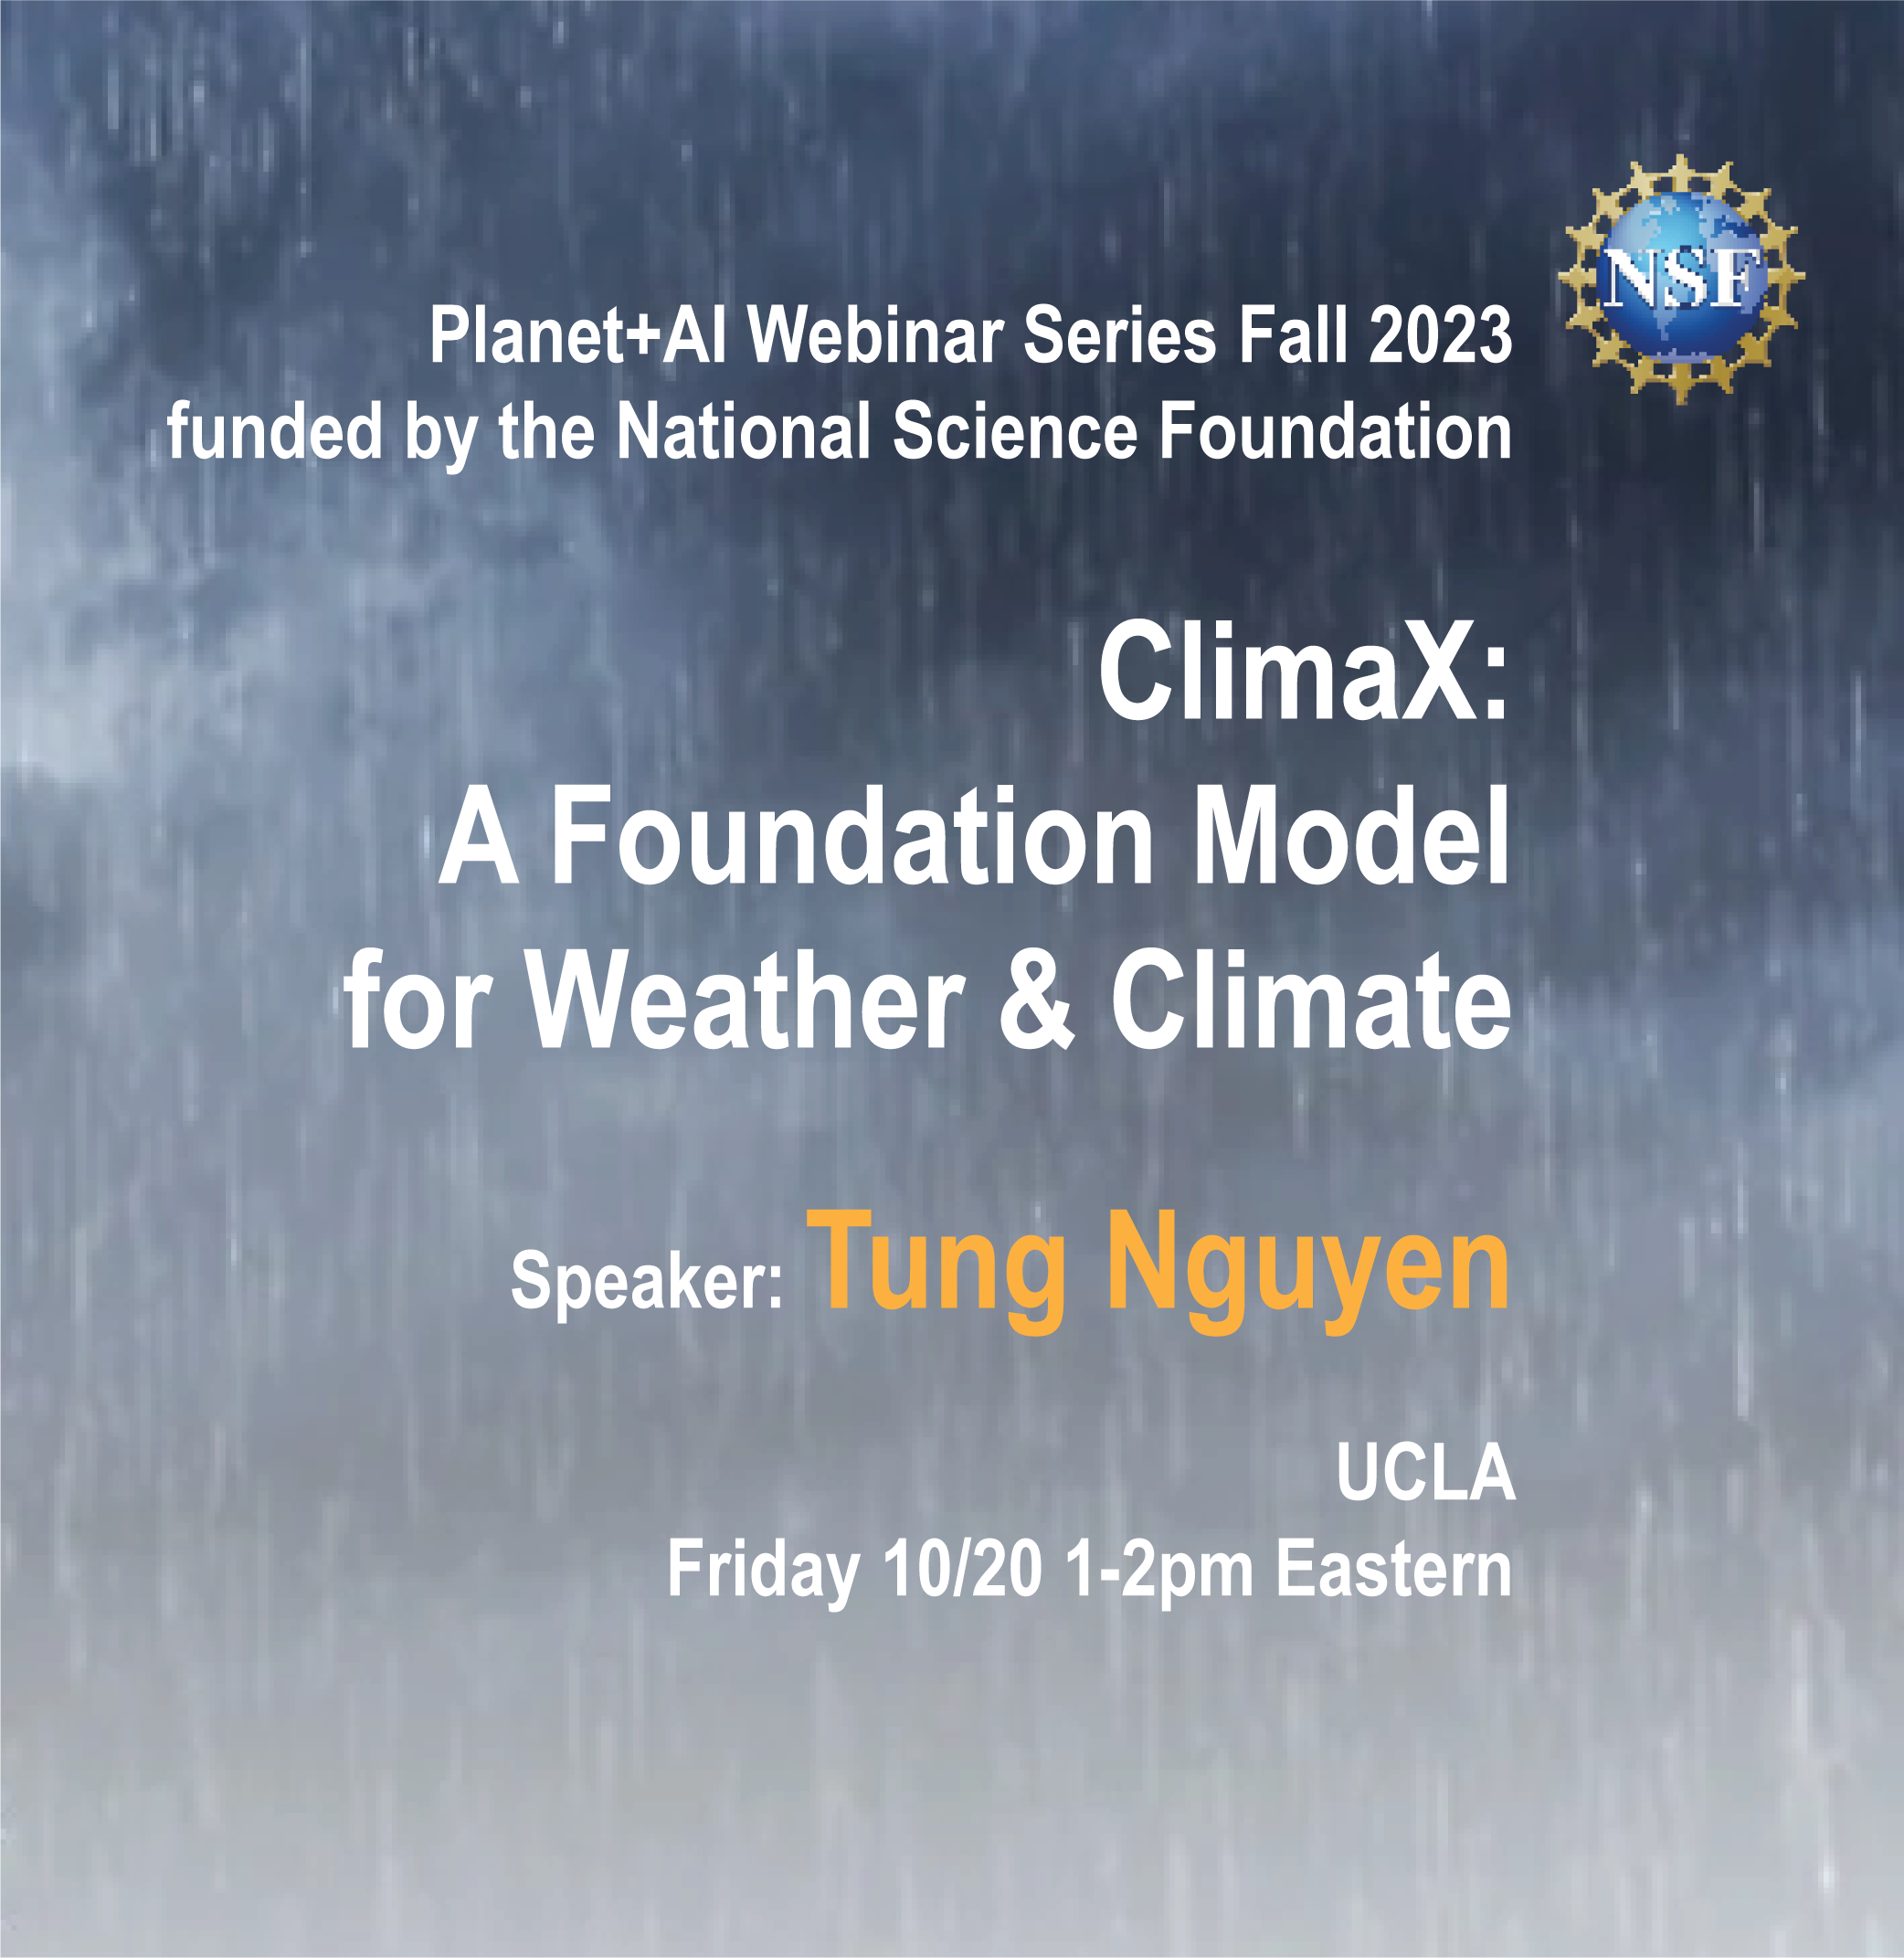 Planet+AI Webinar Series Fall 2023
NSF
funded by the National Science Foundation
ClimaX:
A Foundation Model
for Weather & Climate
Speaker: Tung Nguyen
UCLA
Friday 10/20 1-2pm Eastern